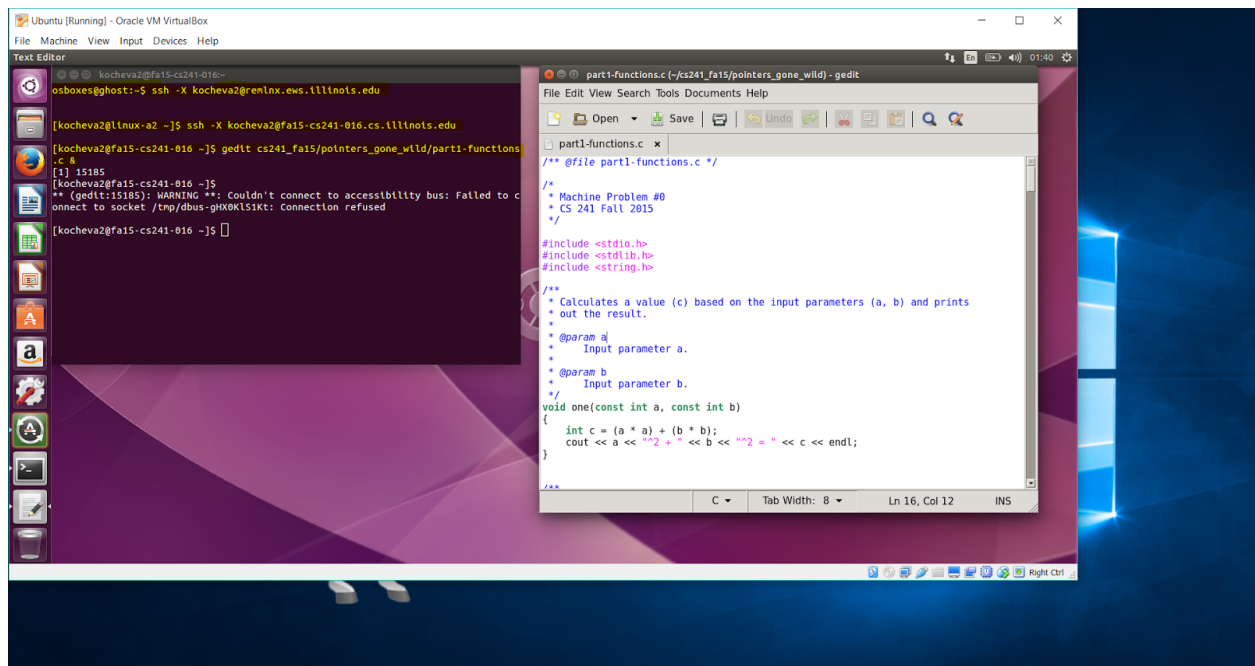 Ubuntu [Running] - Oracle VM VirtualBox
File Machine View Input Devices Help
Text Editor
En
01:40
kocheva2@fa15-cs241-016:~
osboxes@ghost:~$ ssh -X kocheva2@remlnx.ews.illinois.edu
[kocheva2@linux-a2 ~]$ ssh -X kocheva2@fa15-cs241-016.cs.illinois.edu
[kocheva2@fa15-cs241-016 ~]$ gedit cs241_fa15/pointers_gone_wild/part1-functions
.c &
[1] 15185
[kocheva2@fa15-cs241-016 ~]$
** (gedit:15185): WARNING **: Couldn't connect to accessibility bus: Failed to c
onnect to socket /tmp/dbus-gHX0KlS1Kt: Connection refused
[kocheva2@fa15-cs241-016 ~]$
part1-functions.c (~/cs241_fa15/pointers_gone_wild) - gedit
File Edit View Search Tools Documents Help
Open Save Undo
part1-functions.c ×
/** @file part1-functions.c */
/*
* Machine Problem #0
* CS 241 Fall 2015
*/
#include <stdio.h>
#include <stdlib.h>
#include <string.h>
/**
* Calculates a value (c) based on the input parameters (a, b) and prints
* out the result.
*
* @param a
* Input parameter a.
*
* @param b
* Input parameter b.
*/
void one(const int a, const int b)
{
int c = (a * a) + (b * b);
cout << a << "^2 + " << b << "^2 = " << c << endl;
}
/**
C Tab Width: 8 Ln 16, Col 12 INS
Right Ctrl